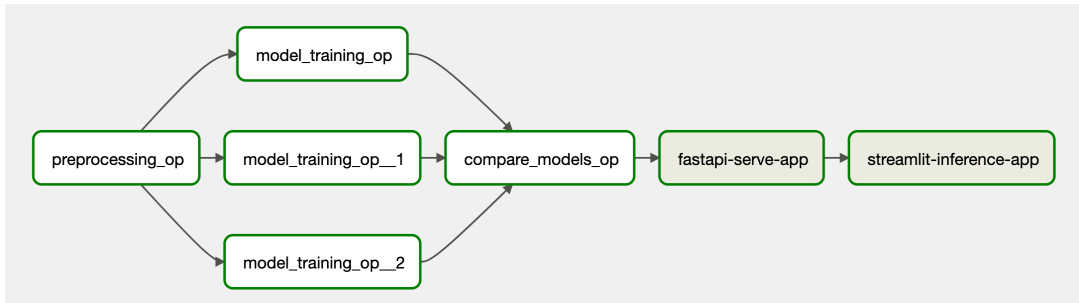 model_training_op
preprocessing_op
model_training_op__1
compare_models_op
fastapi-serve-app
streamlit-inference-app
model_training_op__2